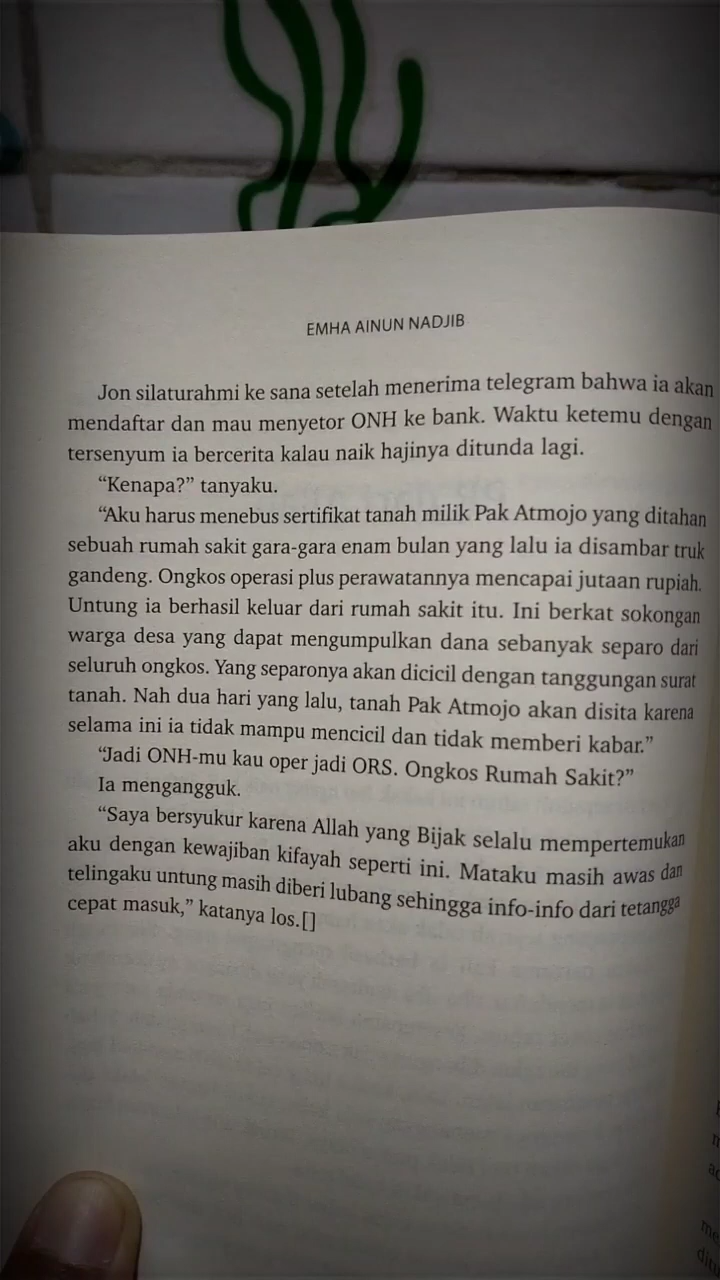 EMHA AINUN NADJIB
Jon silaturahmi ke sana setelah menerima telegram bahwa ia akan
mendaftar dan mau menyetor ONH ke bank. Waktu ketemu dengan
tersenyum ia bercerita kalau naik hajinya ditunda lagi.
“Kenapa?” tanyaku.
“Aku harus menebus sertifikat tanah milik Pak Atmojo yang ditahan
sebuah rumah sakit gara-gara enam bulan yang lalu ia disambar truk
gandeng. Ongkos operasi plus perawatannya mencapai jutaan rupiah.
Untung ia berhasil keluar dari rumah sakit itu. Ini berkat sokongan
warga desa yang dapat mengumpulkan dana sebanyak separo dari
seluruh ongkos. Yang separonya akan dicicil dengan tanggungan surat
tanah. Nah dua hari yang lalu, tanah Pak Atmojo akan disita karena
selama ini ia tidak mampu mencicil dan tidak memberi kabar.”
“Jadi ONH-mu kau oper jadi ORS. Ongkos Rumah Sakit?”
Ia mengangguk.
“Saya bersyukur karena Allah yang Bijak selalu mempertemukan
aku dengan kewajiban kifayah seperti ini. Mataku masih awas dan
telingaku untung masih diberi lubang sehingga info-info dari tetangga
cepat masuk,” katanya los.[]